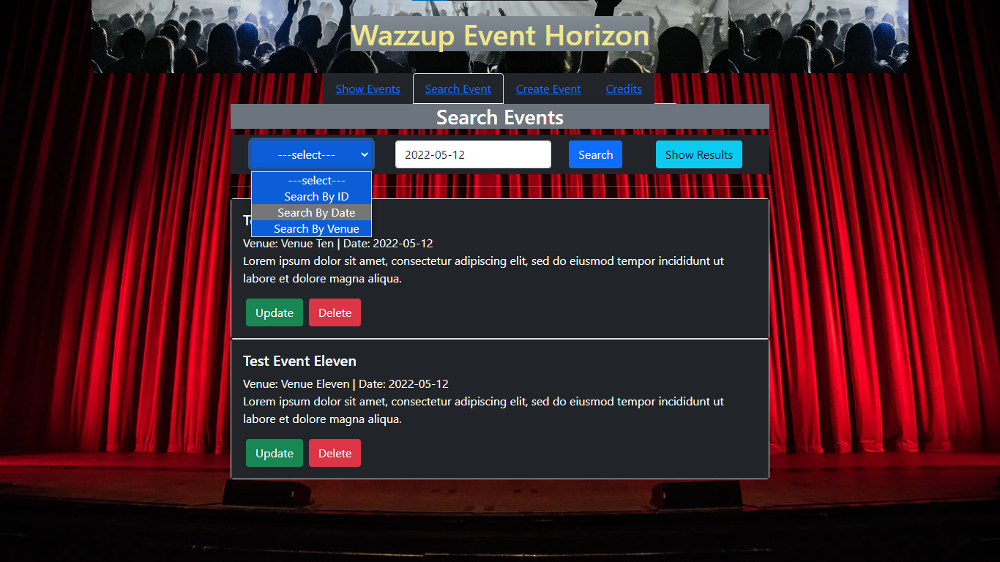 Wazzup Event Horizon
Show Events
Search Event
Create Event
Credits
Search Events
---select---
2022-05-12
Search
Show Results
---select---
Search By ID
Search By Date
Search By Venue
Venue: Venue Ten | Date: 2022-05-12
Lorem ipsum dolor sit amet, consectetur adipiscing elit, sed do eiusmod tempor incididunt ut
labore et dolore magna aliqua.
Update
Delete
Test Event Eleven
Venue: Venue Eleven | Date: 2022-05-12
Lorem ipsum dolor sit amet, consectetur adipiscing elit, sed do eiusmod tempor incididunt ut
labore et dolore magna aliqua.
Update
Delete